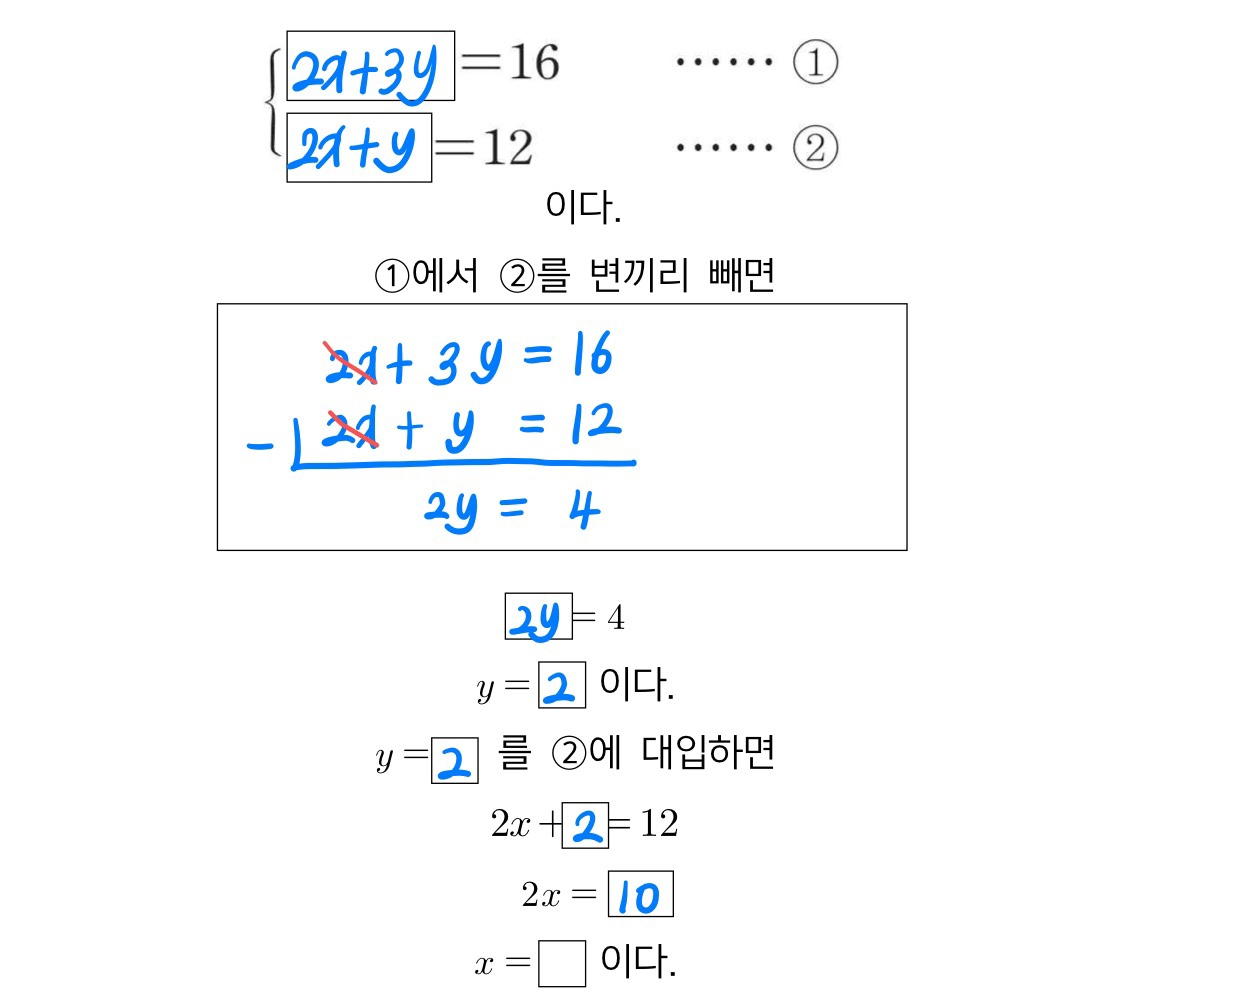 2x+3y=16 …… ①
2x+y=12 …… ②
이다.
①에서 ②를 변끼리 빼면
2x+3y=16
-2x+y=12
2y=4
2y=4
y=2 이다.
y=2 를 ②에 대입하면
2x+2=12
2x=10
x= 이다.